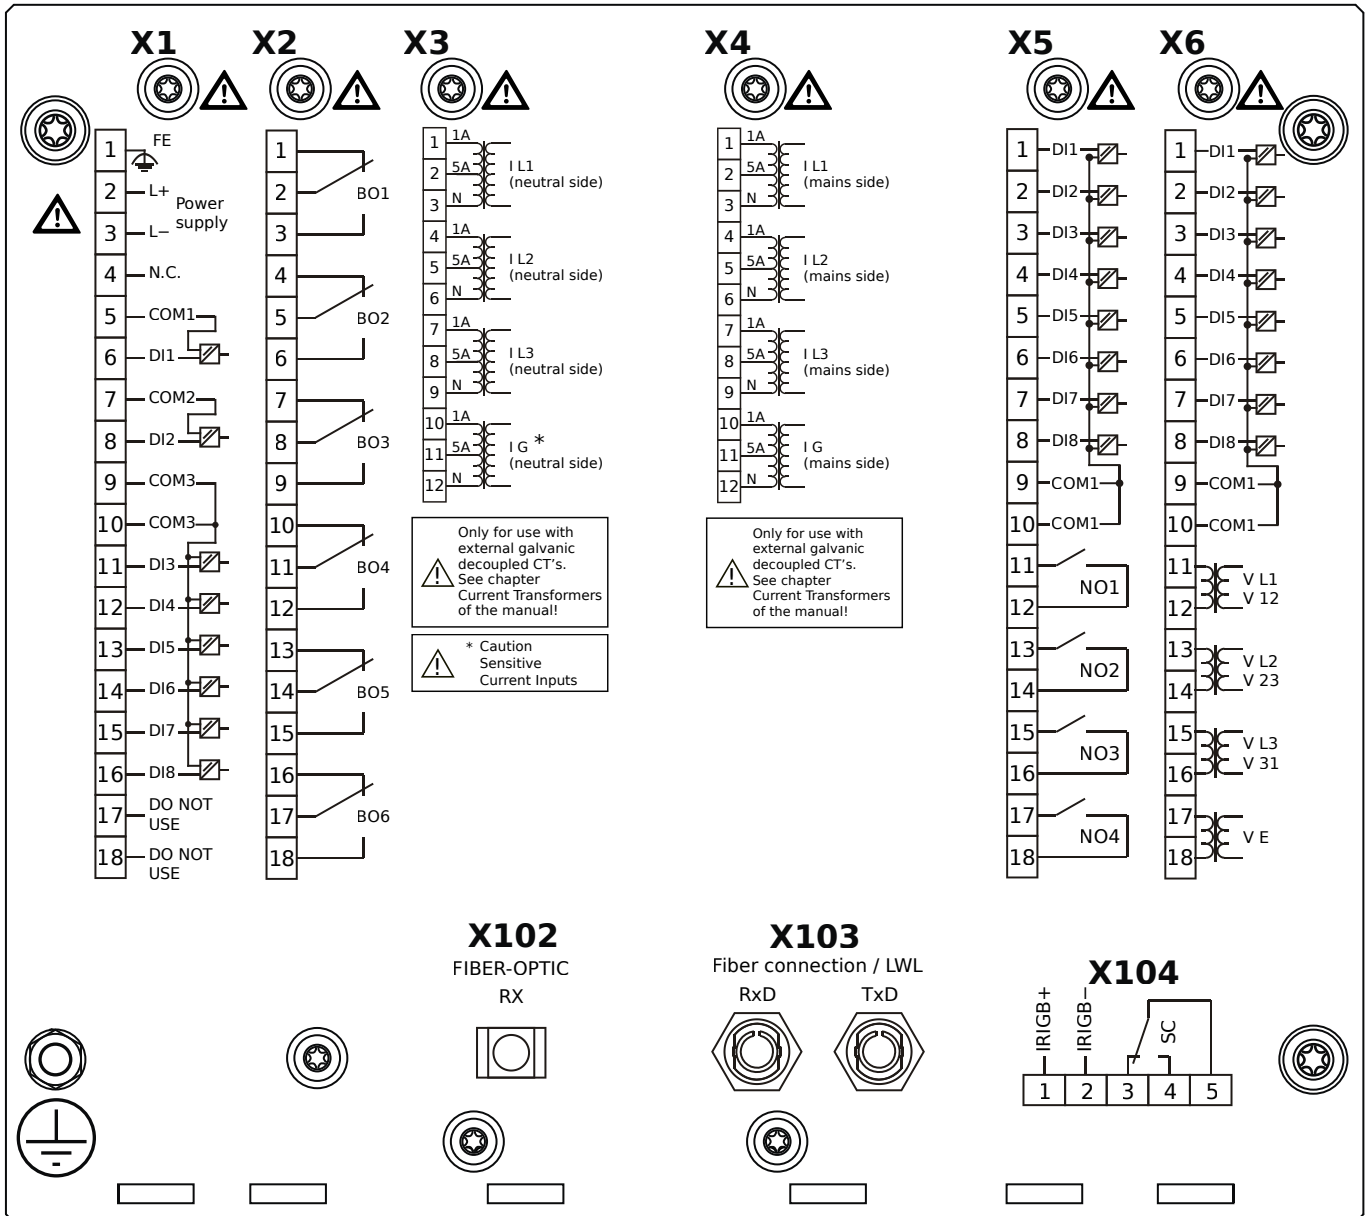 X1
X2
X3
X4
X5
X6
1 FE
2 L+
Power
supply
3 L−
4 N.C.
5 COM1
6 DI1
7 COM2
8 DI2
9 COM3
10 COM3
11 DI3
12 DI4
13 DI5
14 DI6
15 DI7
16 DI8
17 DO NOT
USE
18 DO NOT
USE
1
2 BO1
3
4
5 BO2
6
7
8 BO3
9
10
11 BO4
12
13
14 BO5
15
16
17 BO6
18
1 1A
2 5A I L1
(neutral side)
3 N
4 1A
5 5A I L2
(neutral side)
6 N
7 1A
8 5A I L3
(neutral side)
9 N
10 1A
11 5A I G *
(neutral side)
12 N
Only for use with
external galvanic
decoupled CT's.
See chapter
Current Transformers
of the manual!
* Caution
Sensitive
Current Inputs
1 1A
2 5A I L1
(mains side)
3 N
4 1A
5 5A I L2
(mains side)
6 N
7 1A
8 5A I L3
(mains side)
9 N
10 1A
11 5A I G
(mains side)
12 N
Only for use with
external galvanic
decoupled CT's.
See chapter
Current Transformers
of the manual!
1 DI1
2 DI2
3 DI3
4 DI4
5 DI5
6 DI6
7 DI7
8 DI8
9 COM1
10 COM1
11
NO1
12
13
NO2
14
15
NO3
16
17
NO4
18
1 DI1
2 DI2
3 DI3
4 DI4
5 DI5
6 DI6
7 DI7
8 DI8
9 COM1
10 COM1
11 V L1
12 V 12
13 V L2
14 V 23
15 V L3
16 V 31
17 V E
18
X102
FIBER-OPTIC
RX
X103
Fiber connection / LWL
RxD TxD
X104
IRIGB+
IRIGB−
SC
1 2 3 4 5